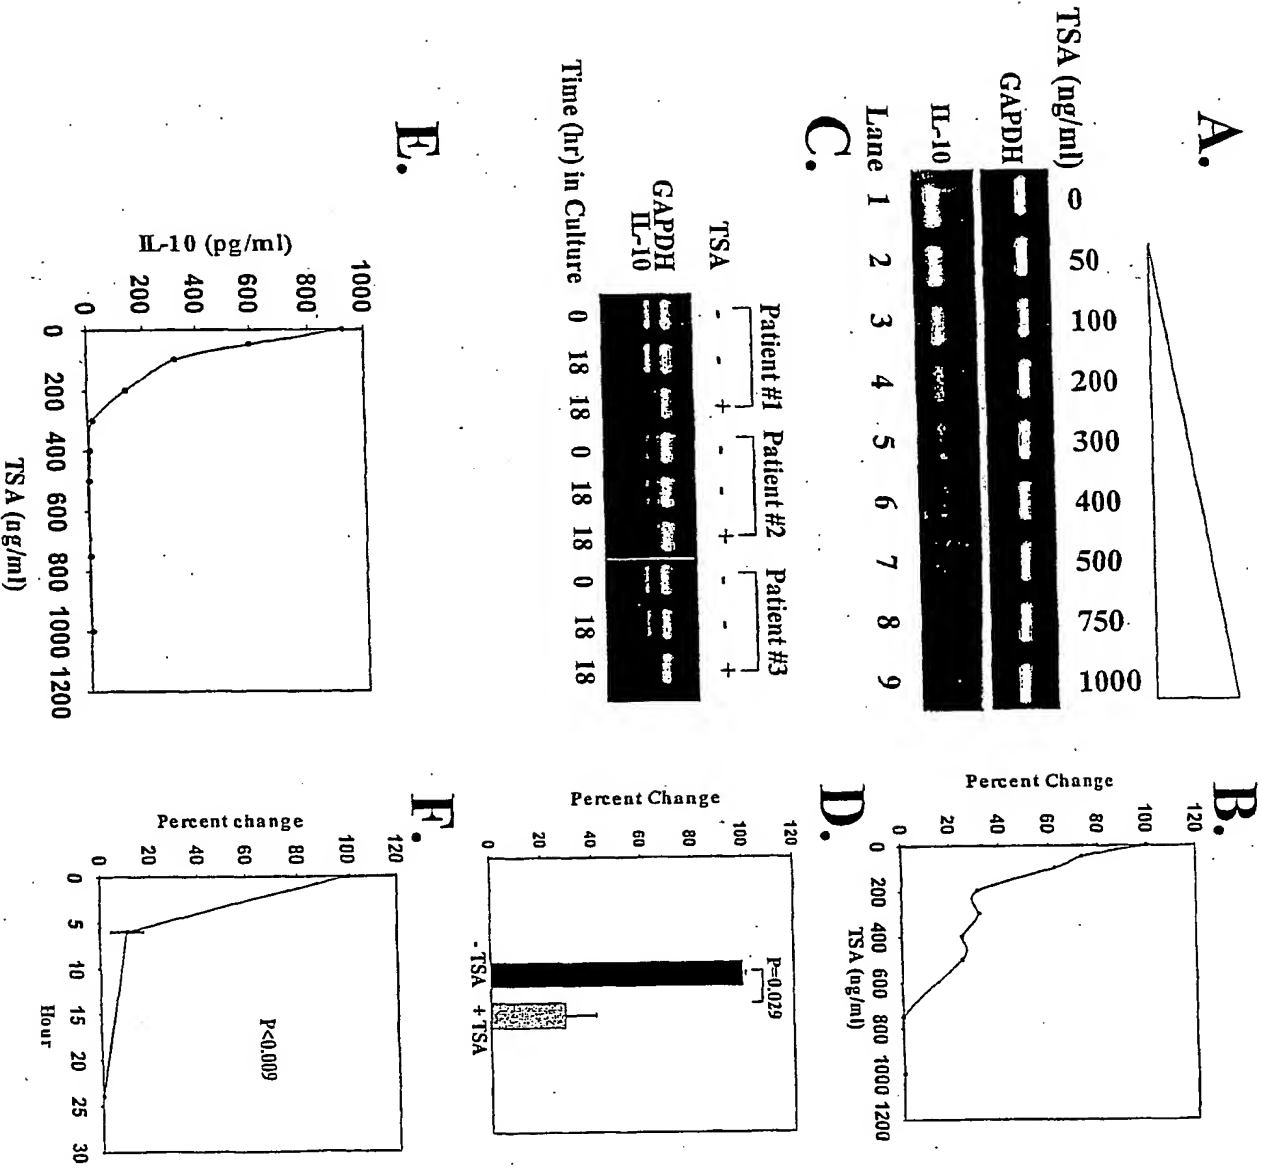 A.
TSA (ng/ml) 0 50 100 200 300 400 500 750 1000
GAPDH
IL-10
Lane 1 2 3 4 5 6 7 8 9
B.
Percent Change
120
100
80
60
40
20
0
0 200 400 600 800 1000 1200
TSA (ng/ml)
C.
Patient #1 Patient #2 Patient #3
TSA - - + - - + - - +
GAPDH
IL-10
Time (hr) in Culture 0 18 18 0 18 18 0 18 18
D.
Percent Change
120
100
80
60
40
20
0
P=0.029
- TSA + TSA
E.
IL-10 (pg/ml)
1000
800
600
400
200
0
0 200 400 600 800 1000 1200
TSA (ng/ml)
F.
Percent change
120
100
80
60
40
20
0
P<0.009
0 5 10 15 20 25 30
Hour